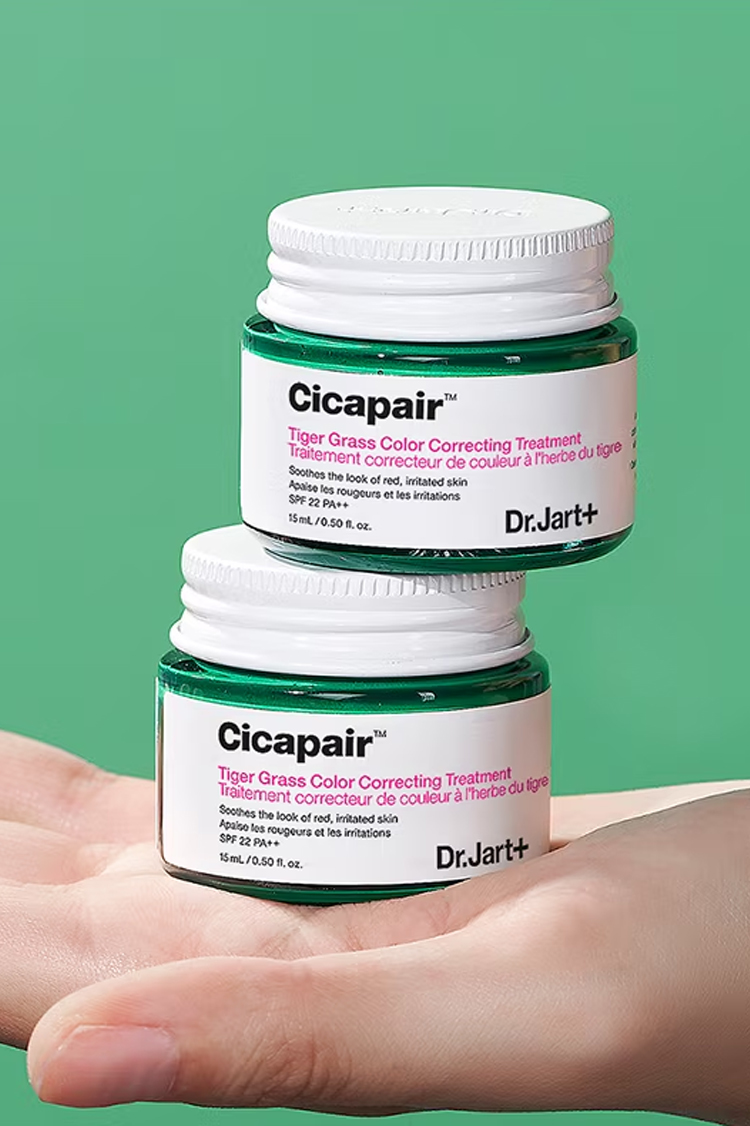 Cicapair™
Tiger Grass Color Correcting Treatment
Traitement correcteur de couleur à l'herbe du tigre
Soothes the look of red, irritated skin
Apaise les rougeurs et les irritations
SPF 22 PA++
15 mL / 0.50 fl. oz.
Dr.Jart+
Cicapair™
Tiger Grass Color Correcting Treatment
Traitement correcteur de couleur à l'herbe du tigre
Soothes the look of red, irritated skin
Apaise les rougeurs et les irritations
SPF 22 PA++
15 mL / 0.50 fl. oz.
Dr.Jart+